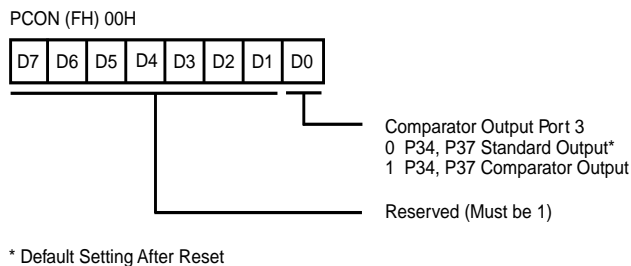 PCON (FH) 00H
D7 D6 D5 D4 D3 D2 D1 D0
Comparator Output Port 3
0 P34, P37 Standard Output*
1 P34, P37 Comparator Output
Reserved (Must be 1)
* Default Setting After Reset